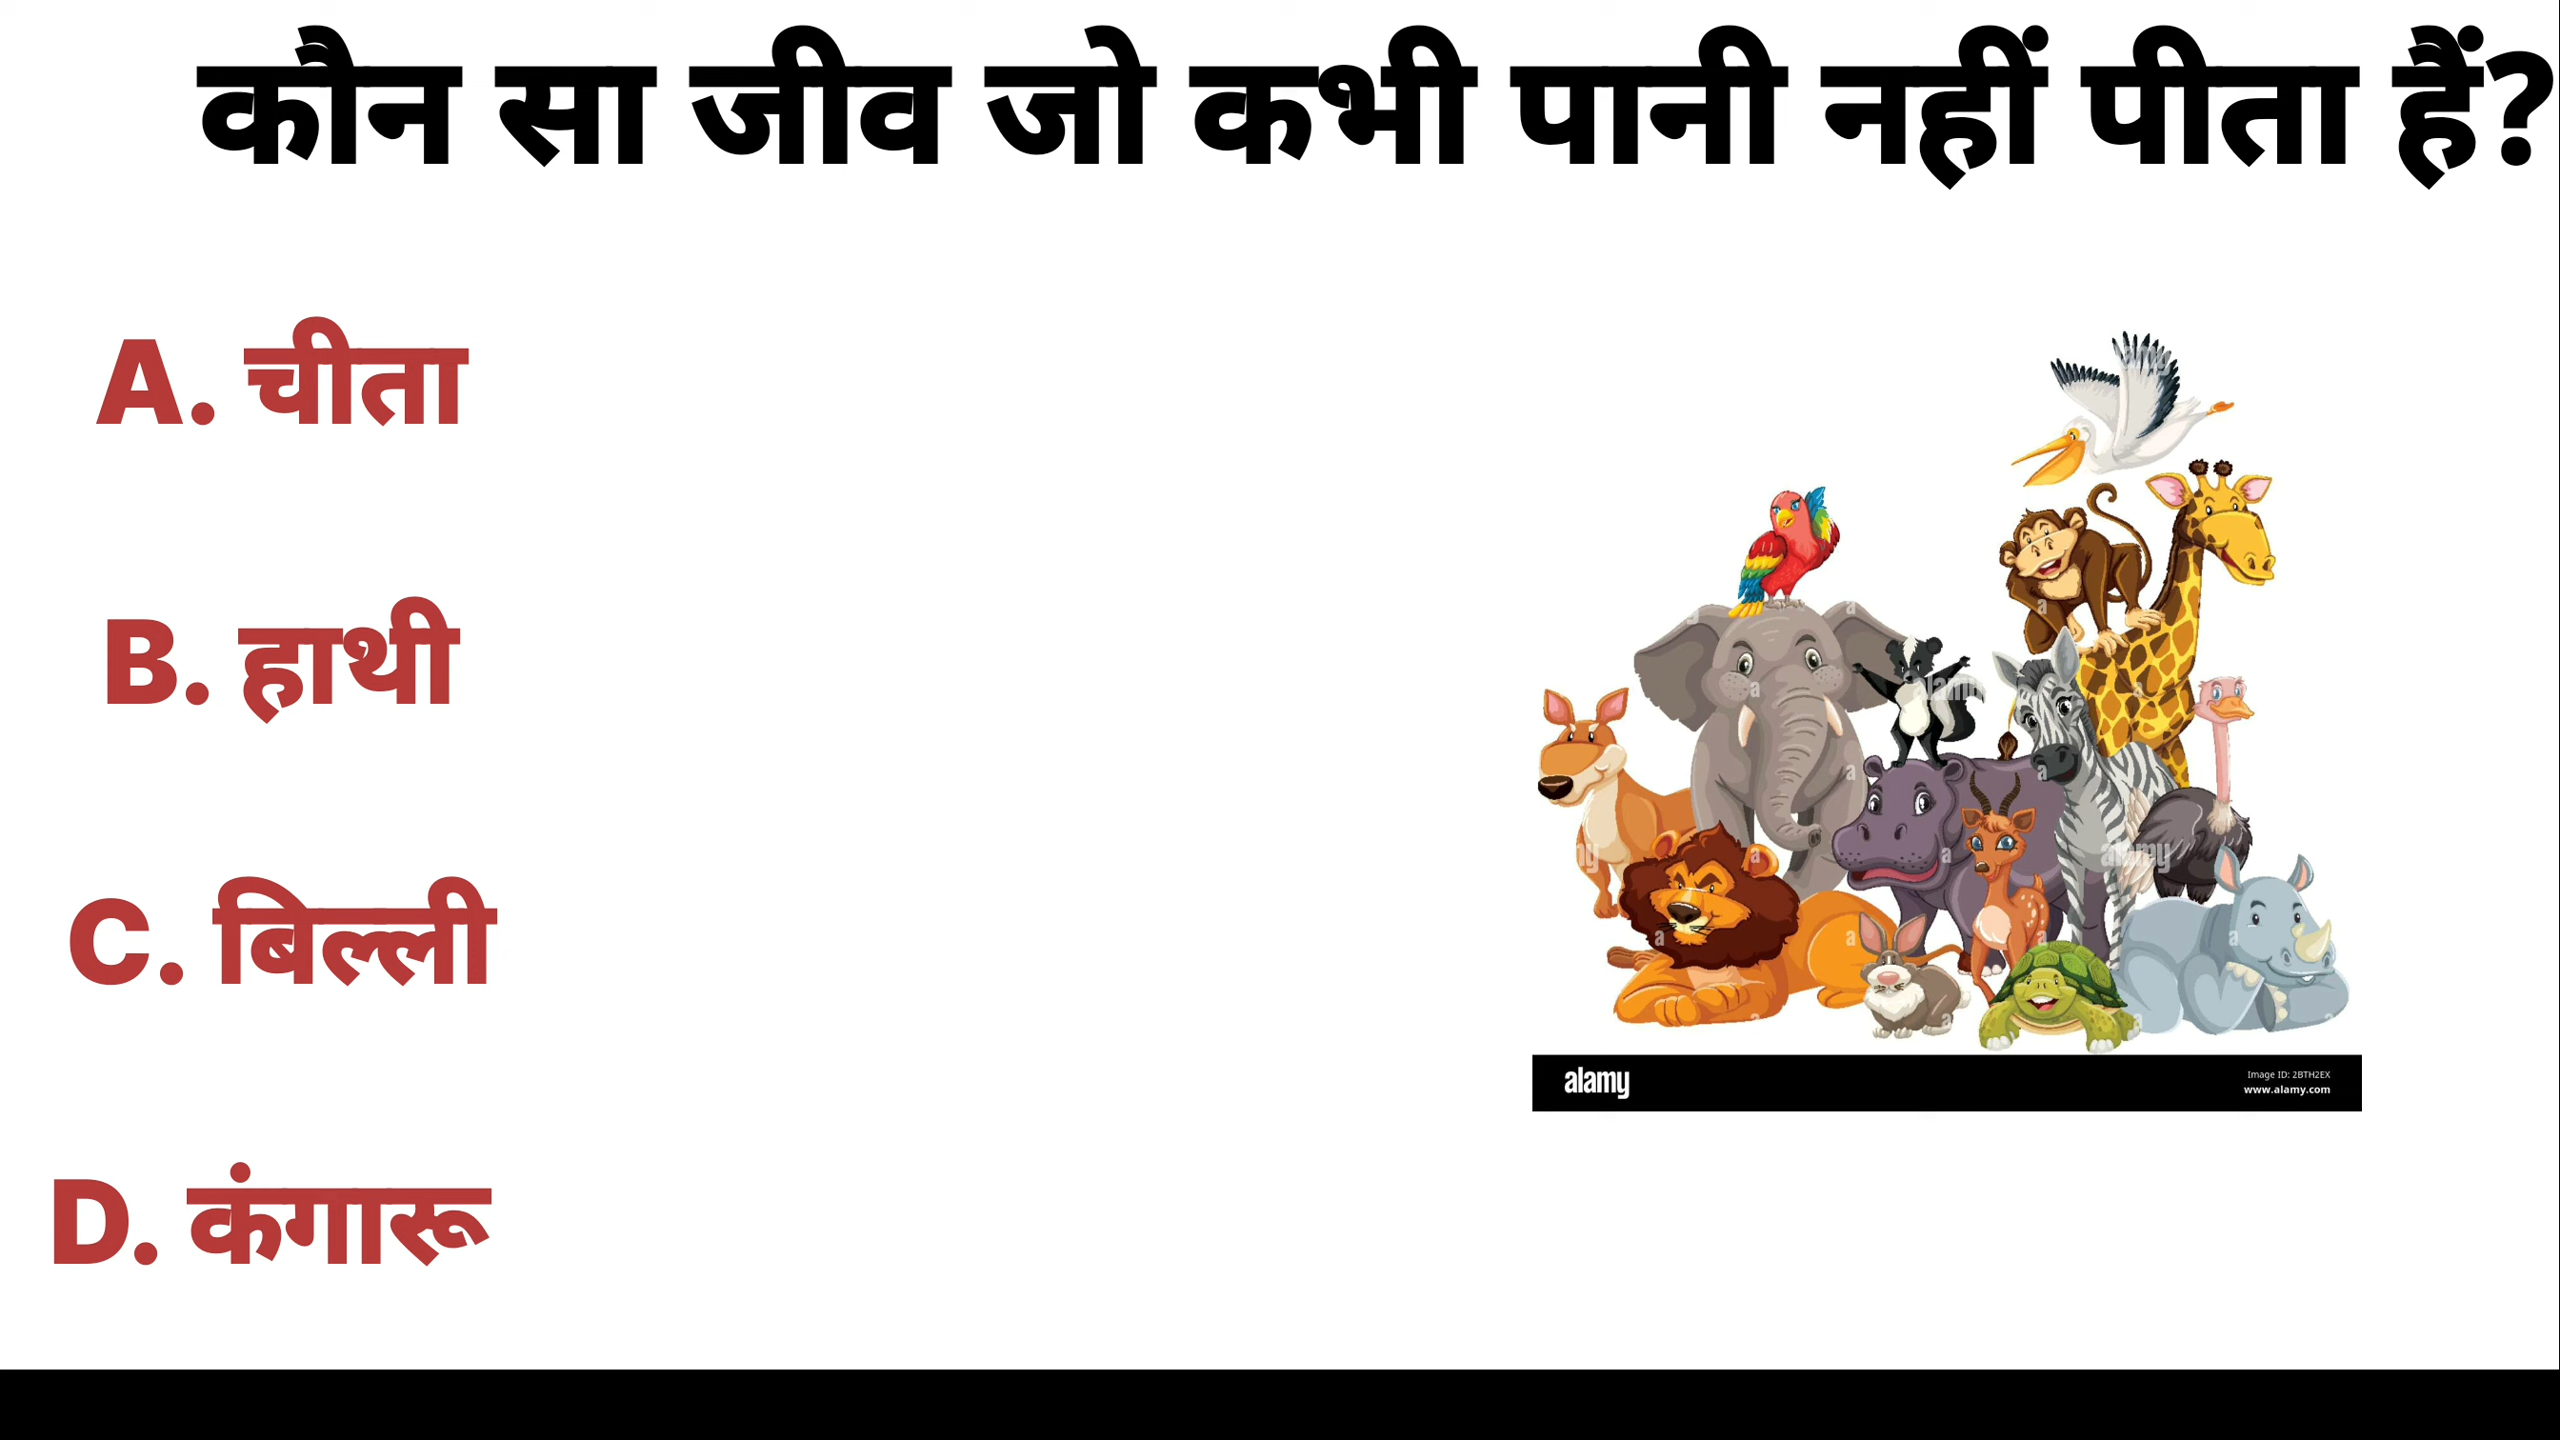 कौन सा जीव जो कभी पानी नहीं पीता हैं?
A. चीता
B. हाथी
C. बिल्ली
D. कंगारू
alamy
Image ID: 2BTH2EX
www.alamy.com